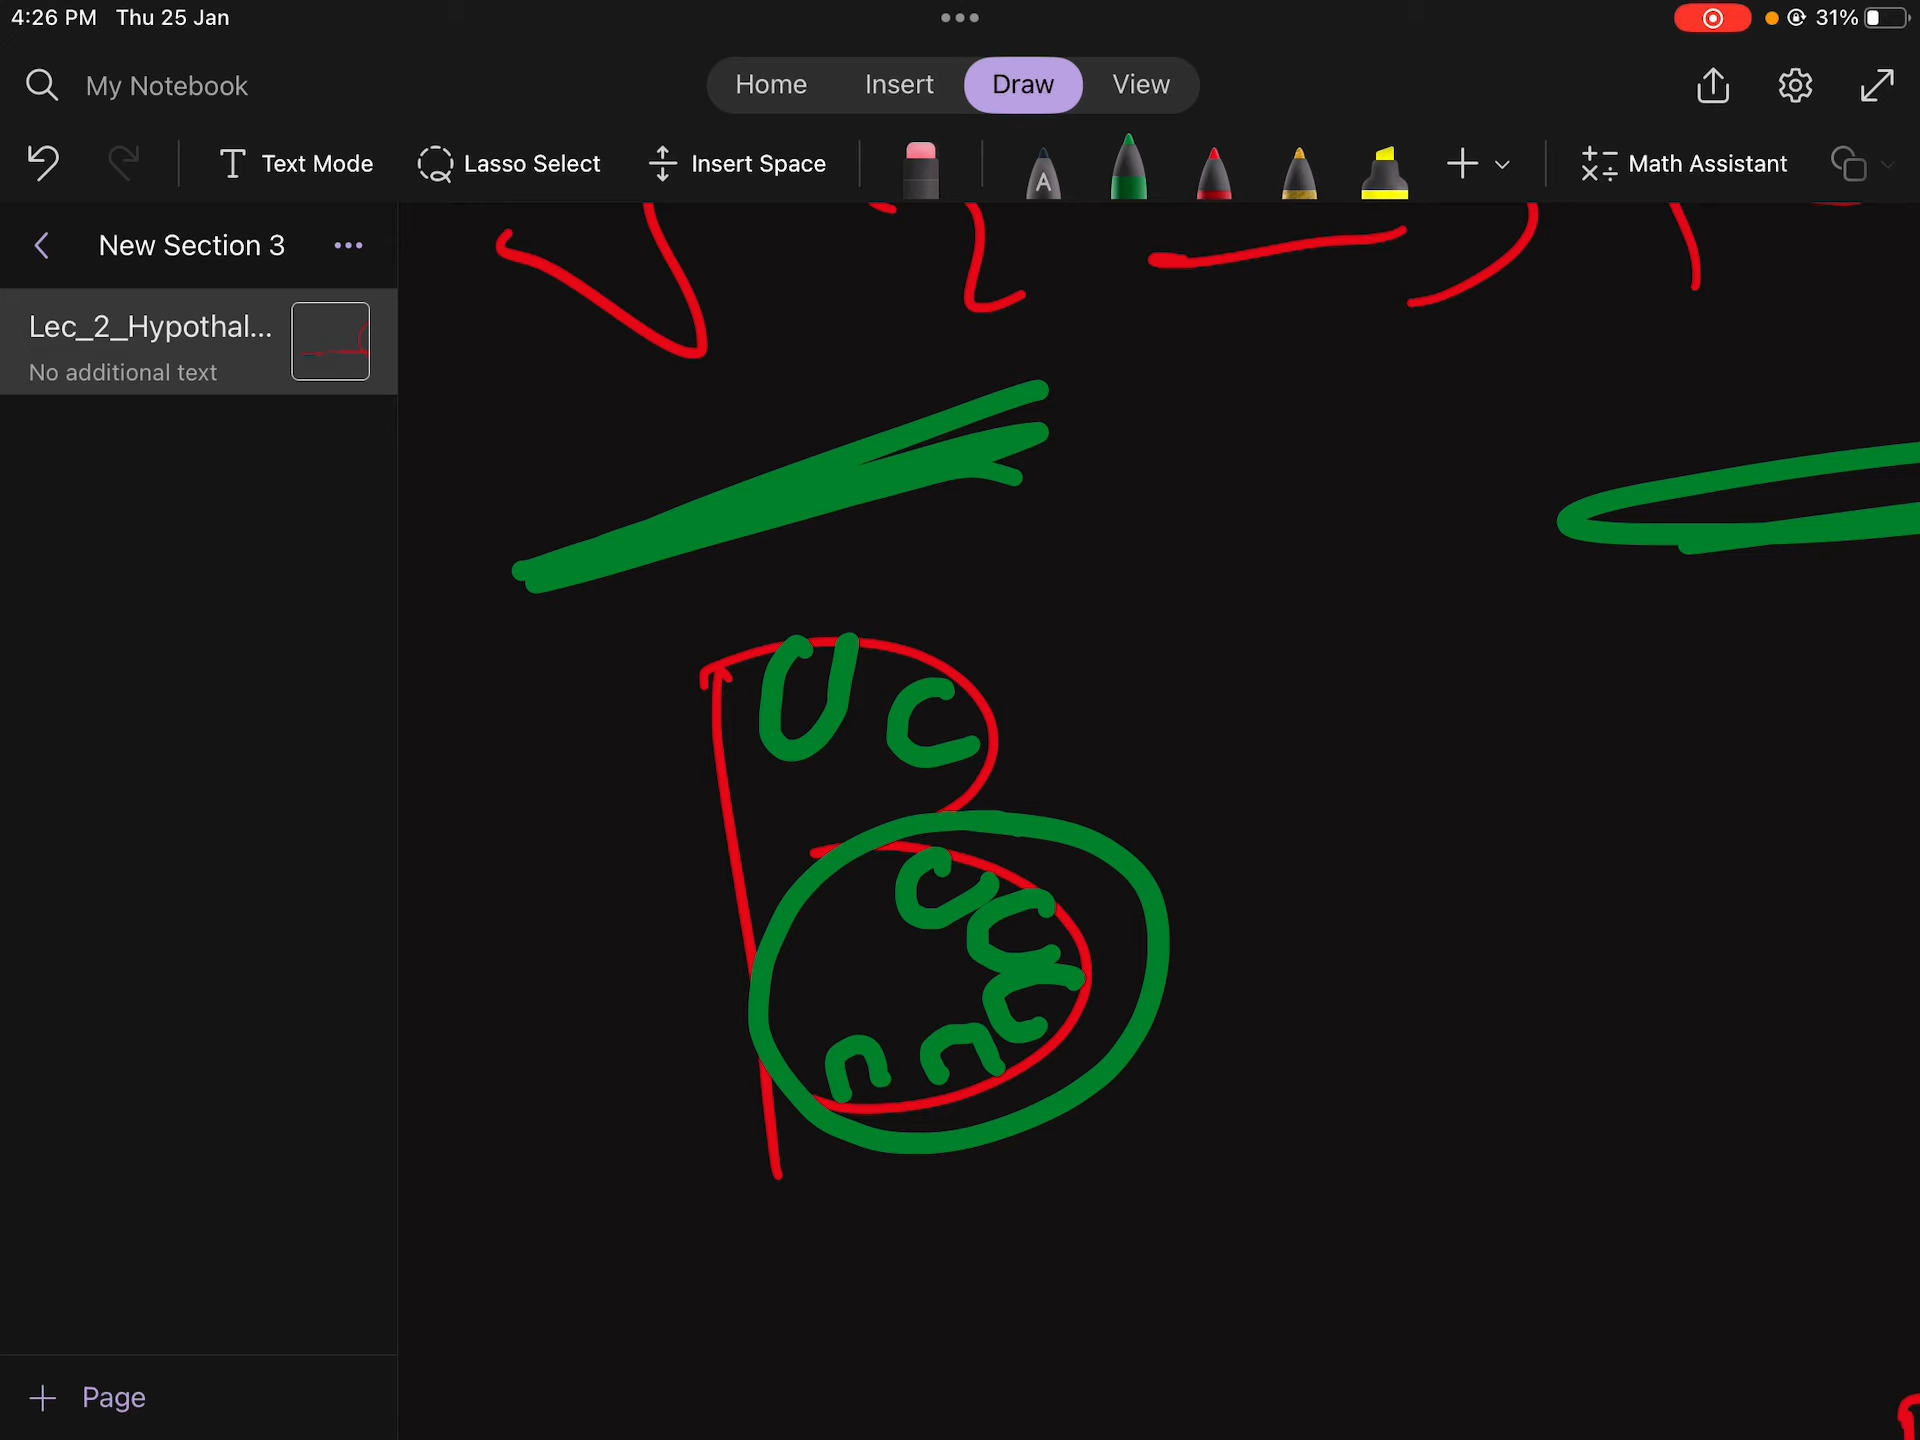 4:26 PM Thu 25 Jan
31%
My Notebook
Home Insert Draw View
Text Mode Lasso Select Insert Space A Math Assistant
New Section 3
Lec_2_Hypothal...
No additional text
Page